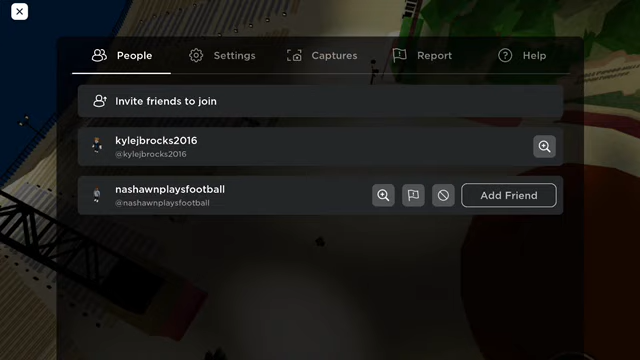 People
Settings
Captures
Report
Help
Invite friends to join
kylejbrocks2016
@kylejbrocks2016
nashawnplaysfootball
@nashawnplaysfootball
Add Friend